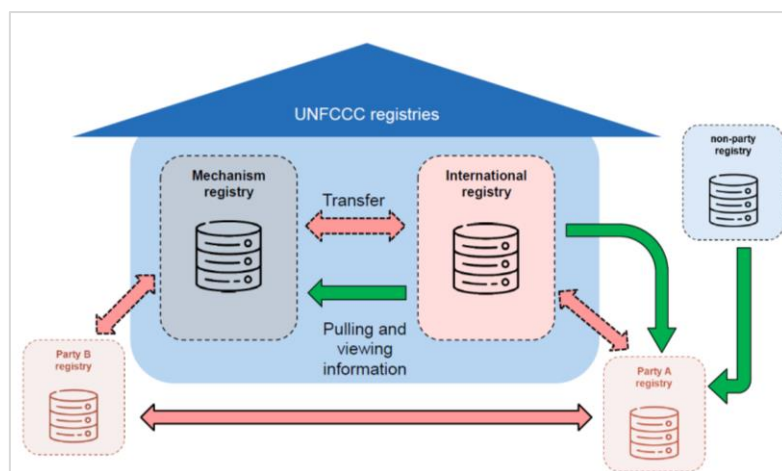 UNFCCC registries
non-party
registry
Mechanism
registry
International
registry
Transfer
Pulling and
viewing
information
Party B
registry
Party A
registry